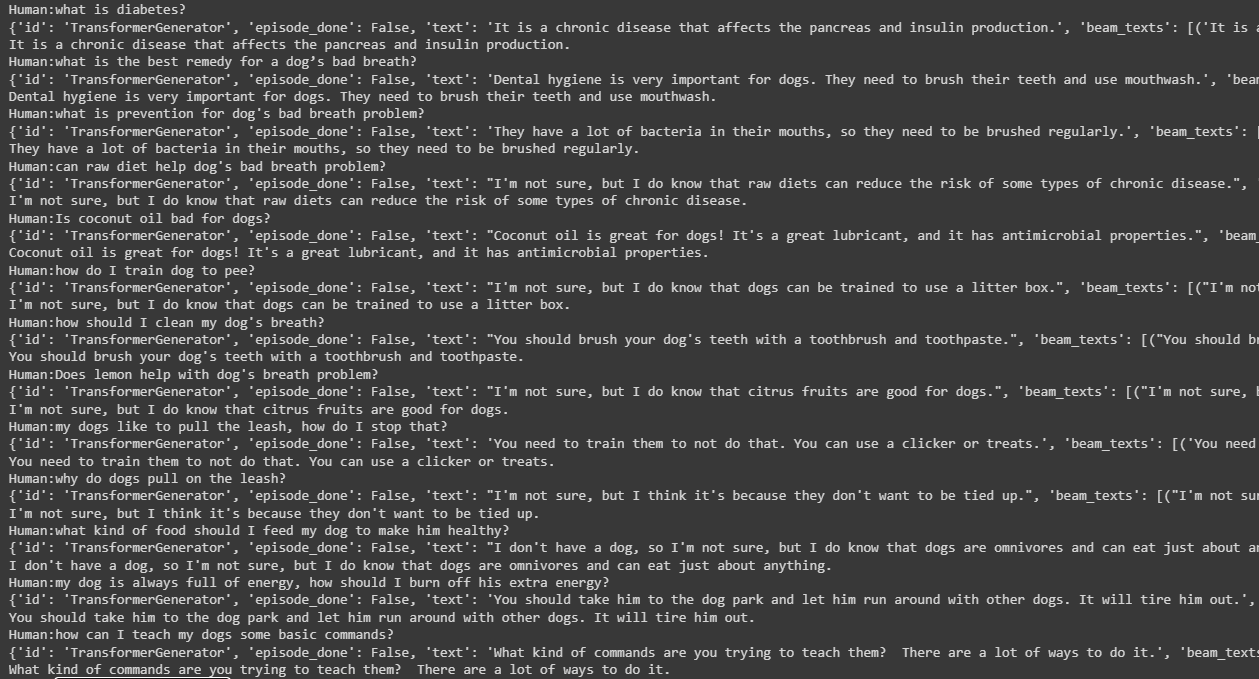 Human:what is diabetes?
{'id': 'TransformerGenerator', 'episode_done': False, 'text': 'It is a chronic disease that affects the pancreas and insulin production.', 'beam_texts': [('It is a
It is a chronic disease that affects the pancreas and insulin production.
Human:what is the best remedy for a dog’s bad breath?
{'id': 'TransformerGenerator', 'episode_done': False, 'text': 'Dental hygiene is very important for dogs. They need to brush their teeth and use mouthwash.', 'bea
Dental hygiene is very important for dogs. They need to brush their teeth and use mouthwash.
Human:what is prevention for dog's bad breath problem?
{'id': 'TransformerGenerator', 'episode_done': False, 'text': 'They have a lot of bacteria in their mouths, so they need to be brushed regularly.', 'beam_texts': [
They have a lot of bacteria in their mouths, so they need to be brushed regularly.
Human:can raw diet help dog's bad breath problem?
{'id': 'TransformerGenerator', 'episode_done': False, 'text': "I'm not sure, but I do know that raw diets can reduce the risk of some types of chronic disease.", '
I'm not sure, but I do know that raw diets can reduce the risk of some types of chronic disease.
Human:Is coconut oil bad for dogs?
{'id': 'TransformerGenerator', 'episode_done': False, 'text': "Coconut oil is great for dogs! It's a great lubricant, and it has antimicrobial properties.", 'beam_
Coconut oil is great for dogs! It's a great lubricant, and it has antimicrobial properties.
Human:how do I train dog to pee?
{'id': 'TransformerGenerator', 'episode_done': False, 'text': "I'm not sure, but I do know that dogs can be trained to use a litter box.", 'beam_texts': [("I'm not
I'm not sure, but I do know that dogs can be trained to use a litter box.
Human:how should I clean my dog's breath?
{'id': 'TransformerGenerator', 'episode_done': False, 'text': "You should brush your dog's teeth with a toothbrush and toothpaste.", 'beam_texts': [("You should br
You should brush your dog's teeth with a toothbrush and toothpaste.
Human:Does lemon help with dog's breath problem?
{'id': 'TransformerGenerator', 'episode_done': False, 'text': "I'm not sure, but I do know that citrus fruits are good for dogs.", 'beam_texts': [("I'm not sure, b
I'm not sure, but I do know that citrus fruits are good for dogs.
Human:my dogs like to pull the leash, how do I stop that?
{'id': 'TransformerGenerator', 'episode_done': False, 'text': 'You need to train them to not do that. You can use a clicker or treats.', 'beam_texts': [('You need
You need to train them to not do that. You can use a clicker or treats.
Human:why do dogs pull on the leash?
{'id': 'TransformerGenerator', 'episode_done': False, 'text': "I'm not sure, but I think it's because they don't want to be tied up.", 'beam_texts': [("I'm not sur
I'm not sure, but I think it's because they don't want to be tied up.
Human:what kind of food should I feed my dog to make him healthy?
{'id': 'TransformerGenerator', 'episode_done': False, 'text': "I don't have a dog, so I'm not sure, but I do know that dogs are omnivores and can eat just about an
I don't have a dog, so I'm not sure, but I do know that dogs are omnivores and can eat just about anything.
Human:my dog is always full of energy, how should I burn off his extra energy?
{'id': 'TransformerGenerator', 'episode_done': False, 'text': 'You should take him to the dog park and let him run around with other dogs. It will tire him out.',
You should take him to the dog park and let him run around with other dogs. It will tire him out.
Human:how can I teach my dogs some basic commands?
{'id': 'TransformerGenerator', 'episode_done': False, 'text': 'What kind of commands are you trying to teach them?  There are a lot of ways to do it.', 'beam_texts
What kind of commands are you trying to teach them?  There are a lot of ways to do it.